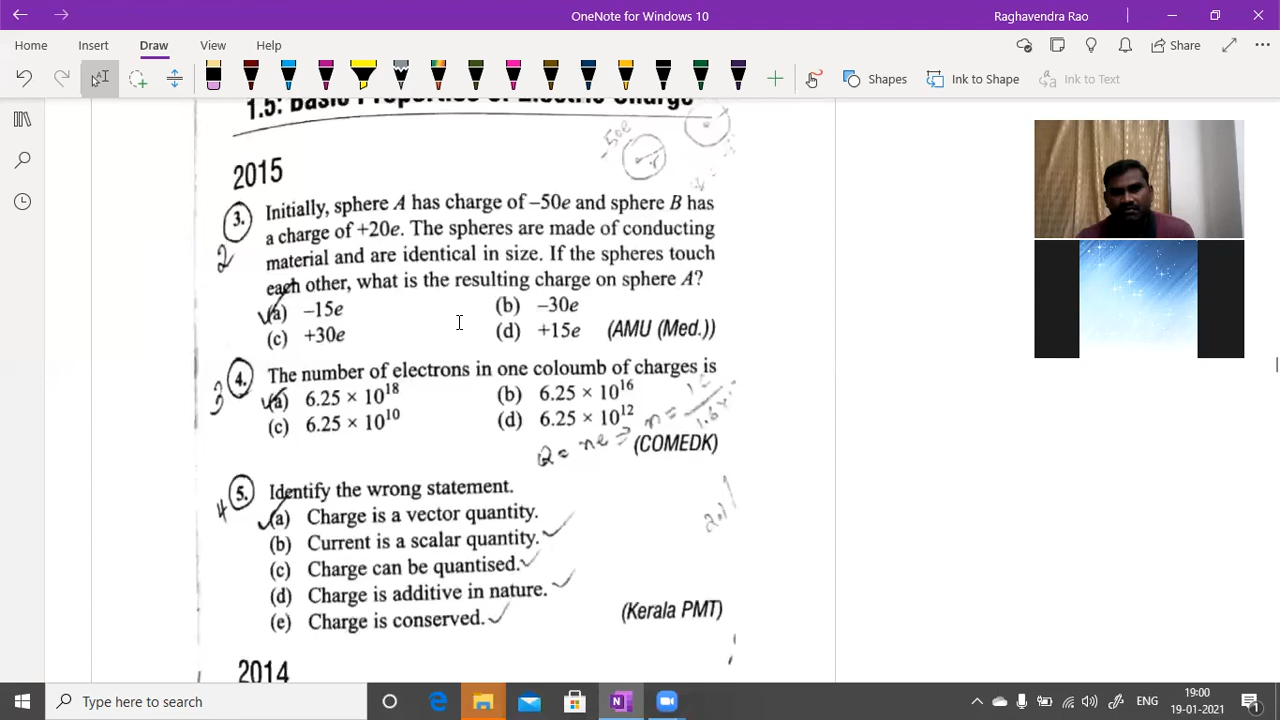 OneNote for Windows 10
Raghavendra Rao
Home Insert Draw View Help
Share
Shapes
Ink to Shape
Ink to Text
1.5: Basic Properties of Electric Charge
-50e
2015
3. Initially, sphere A has charge of –50e and sphere B has
2 a charge of +20e. The spheres are made of conducting
material and are identical in size. If the spheres touch
each other, what is the resulting charge on sphere A?
(a) –15e (b) –30e
(c) +30e (d) +15e (AMU (Med.))
3 4. The number of electrons in one coloumb of charges is
(a) 6.25 × 10^18 (b) 6.25 × 10^16
(c) 6.25 × 10^10 (d) 6.25 × 10^12
Q = ne ⇒ n =
(COMEDK)
4 5. Identify the wrong statement.
(a) Charge is a vector quantity.
(b) Current is a scalar quantity.
(c) Charge can be quantised.
(d) Charge is additive in nature.
(e) Charge is conserved.
(Kerala PMT)
2014
Type here to search
ENG
19:00
19-01-2021
1